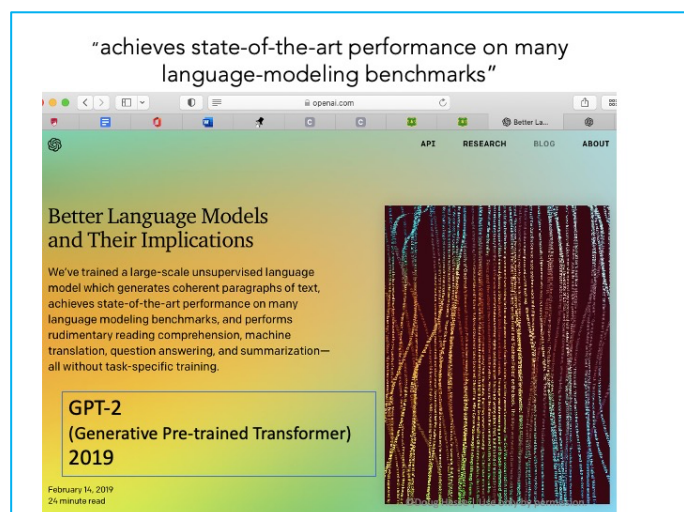 “achieves state-of-the-art performance on many
language-modeling benchmarks”
openai.com
Better La...
API RESEARCH BLOG ABOUT
Better Language Models
and Their Implications
We've trained a large-scale unsupervised language
model which generates coherent paragraphs of text,
achieves state-of-the-art performance on many
language modeling benchmarks, and performs
rudimentary reading comprehension, machine
translation, question answering, and summarization—
all without task-specific training.
GPT-2
(Generative Pre-trained Transformer)
2019
February 14, 2019
24 minute read
use only by permission